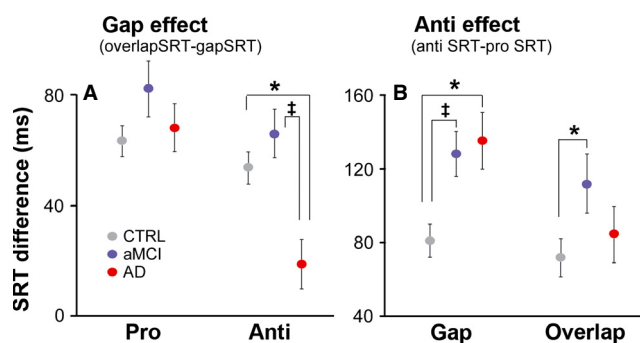 Gap effect
(overlapSRT-gapSRT)
Anti effect
(anti SRT-pro SRT)
SRT difference (ms)
A
80
40
0
*
‡
CTRL
aMCI
AD
Pro
Anti
B
160
120
80
40
*
‡
*
Gap
Overlap